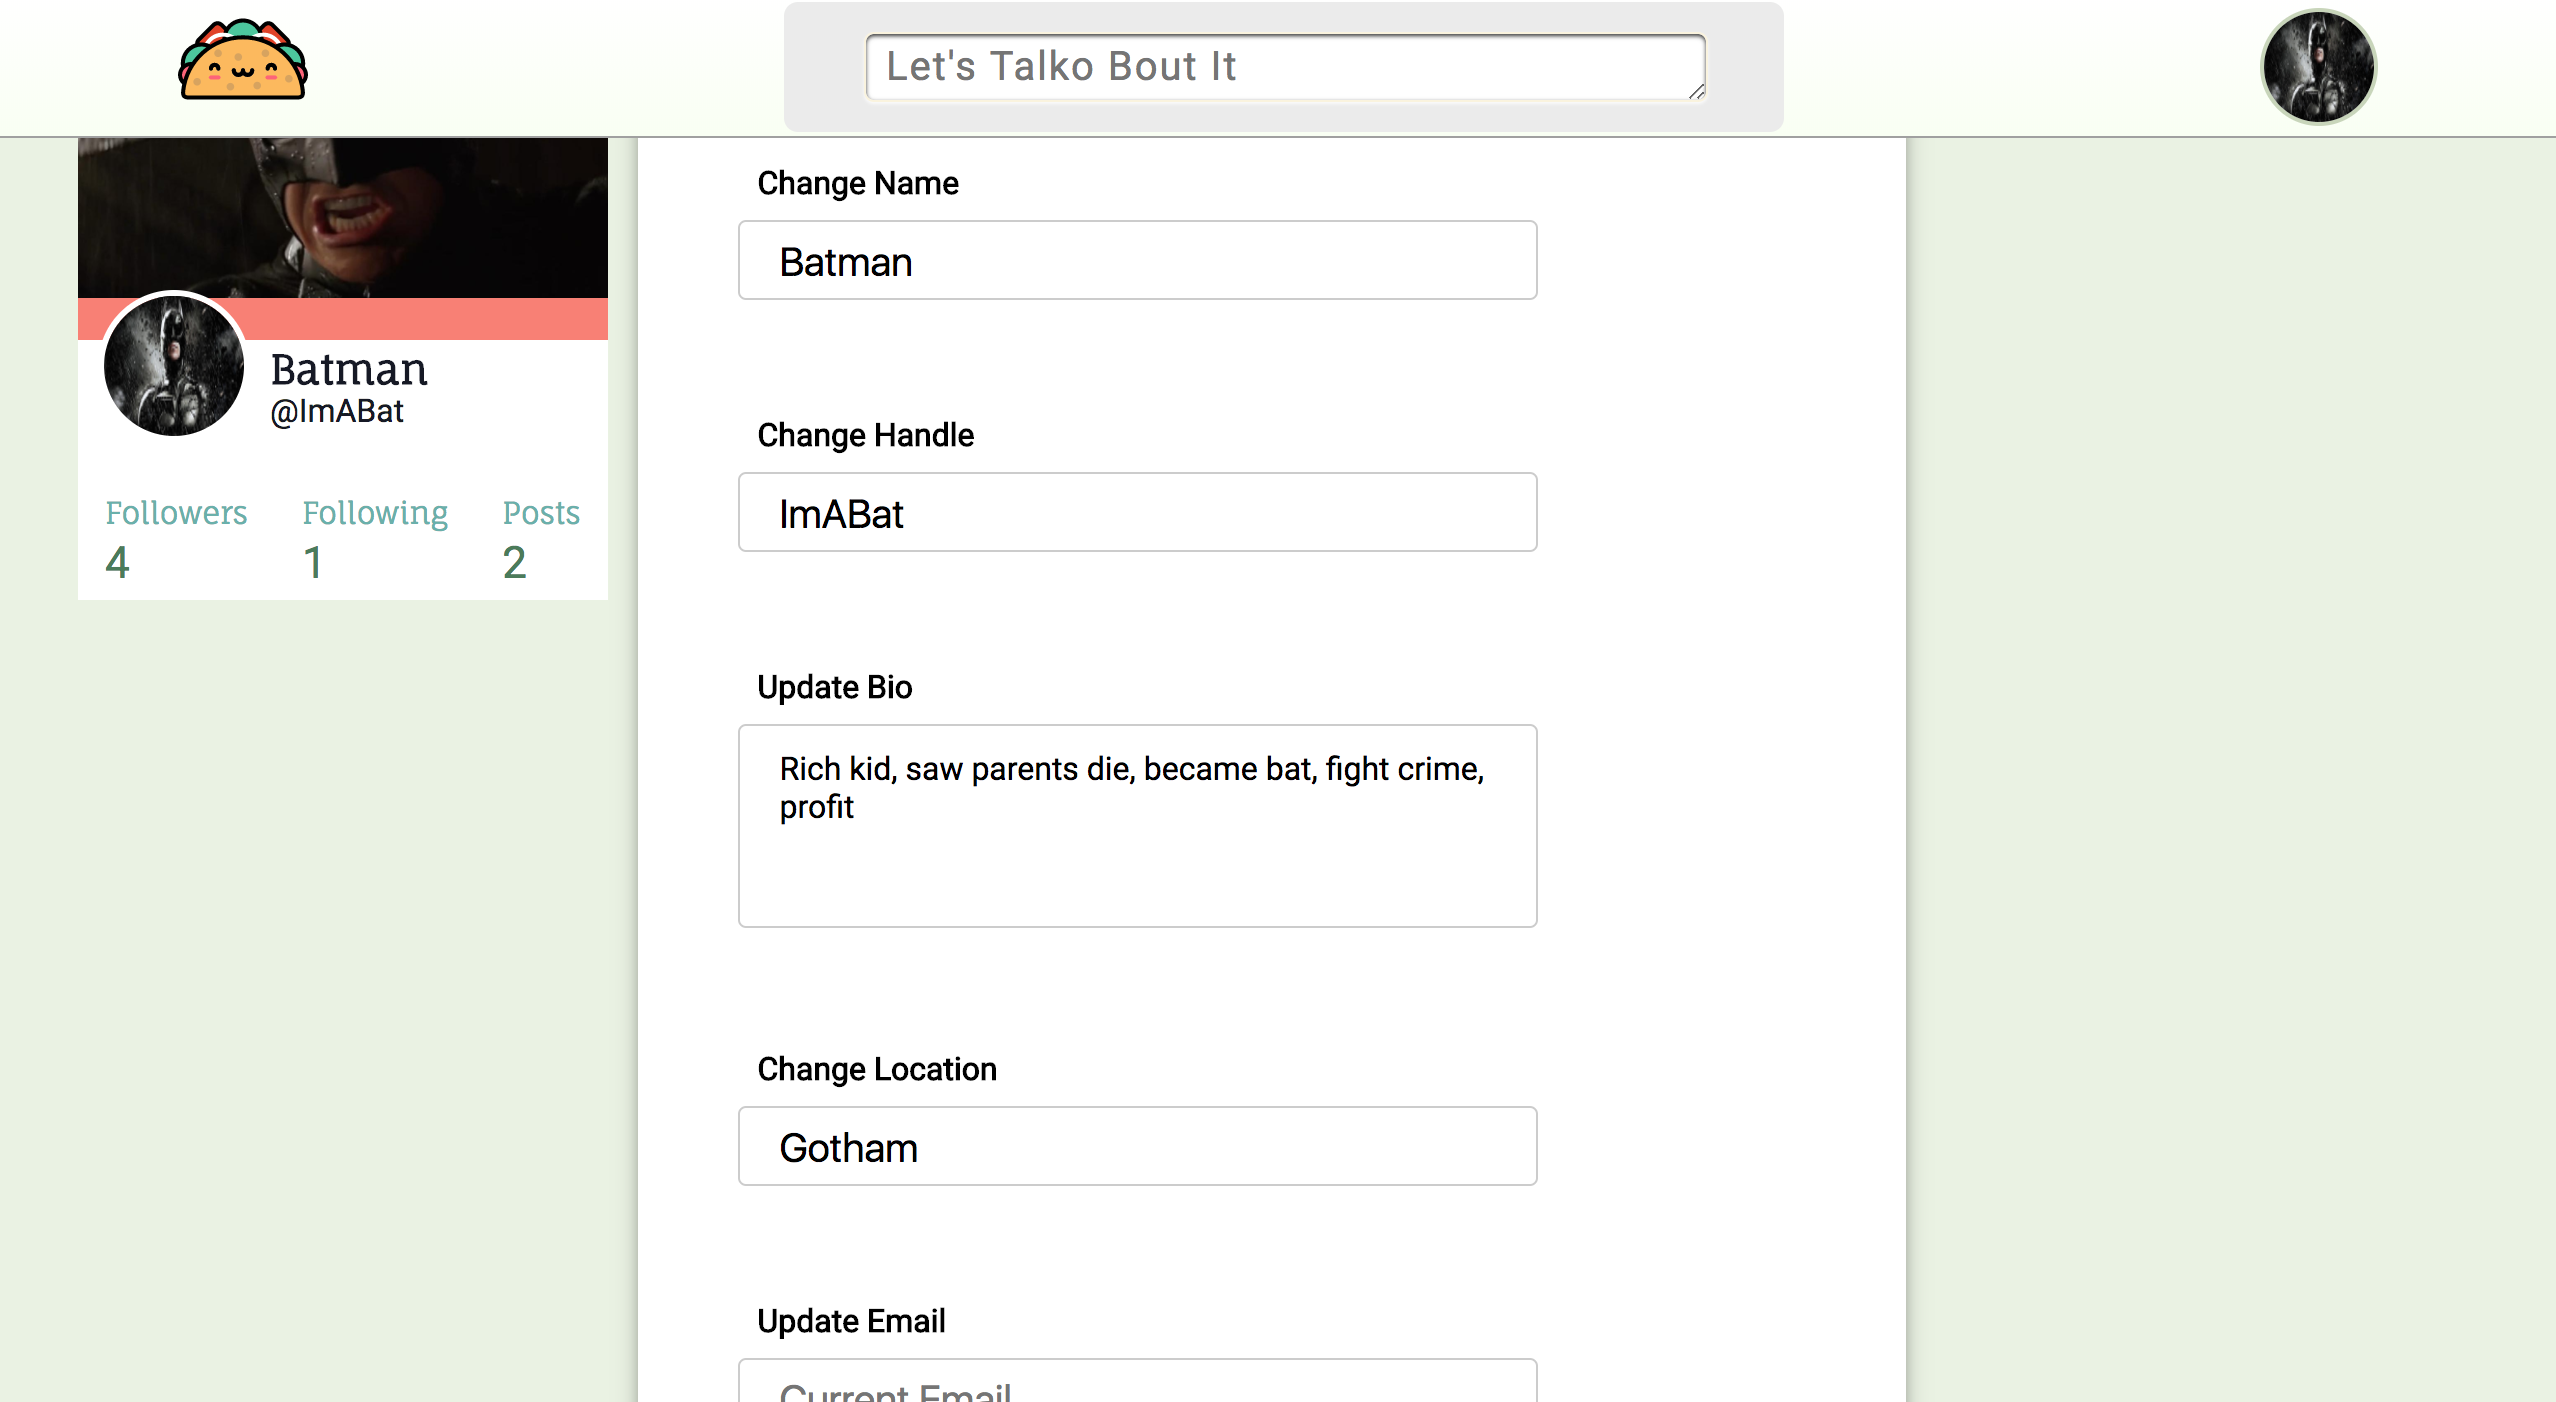 Let's Talko Bout It
Batman
@ImABat
Followers Following Posts
4 1 2
Change Name
Batman
Change Handle
ImABat
Update Bio
Rich kid, saw parents die, became bat, fight crime,
profit
Change Location
Gotham
Update Email
Current Email